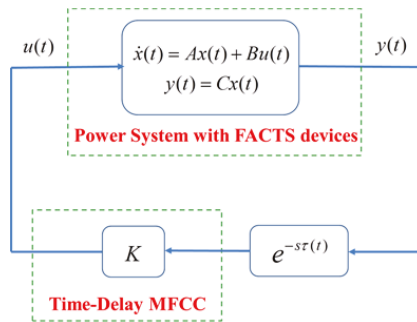 u(t)
y(t)
ẋ(t) = Ax(t) + Bu(t)
y(t) = Cx(t)
Power System with FACTS devices
K
e^{-sτ(t)}
Time-Delay MFCC